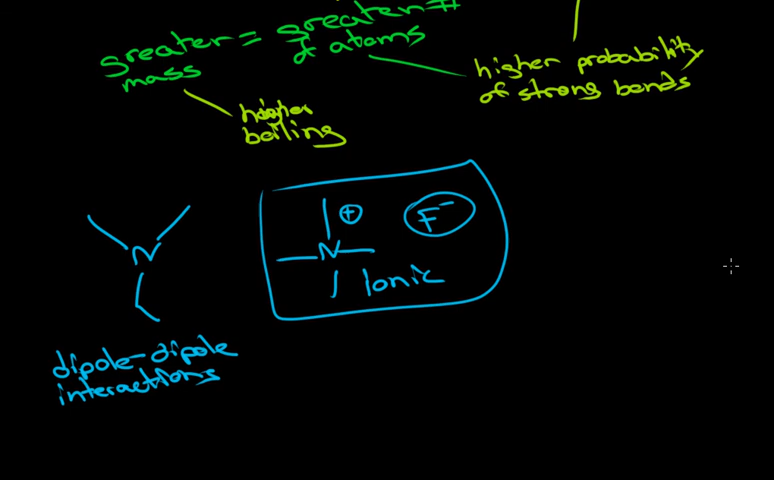 greater = greater #
mass of atoms
higher probability
of strong bonds
higher
boiling
N
N ⊕ F⁻
Ionic
dipole-dipole
interactions